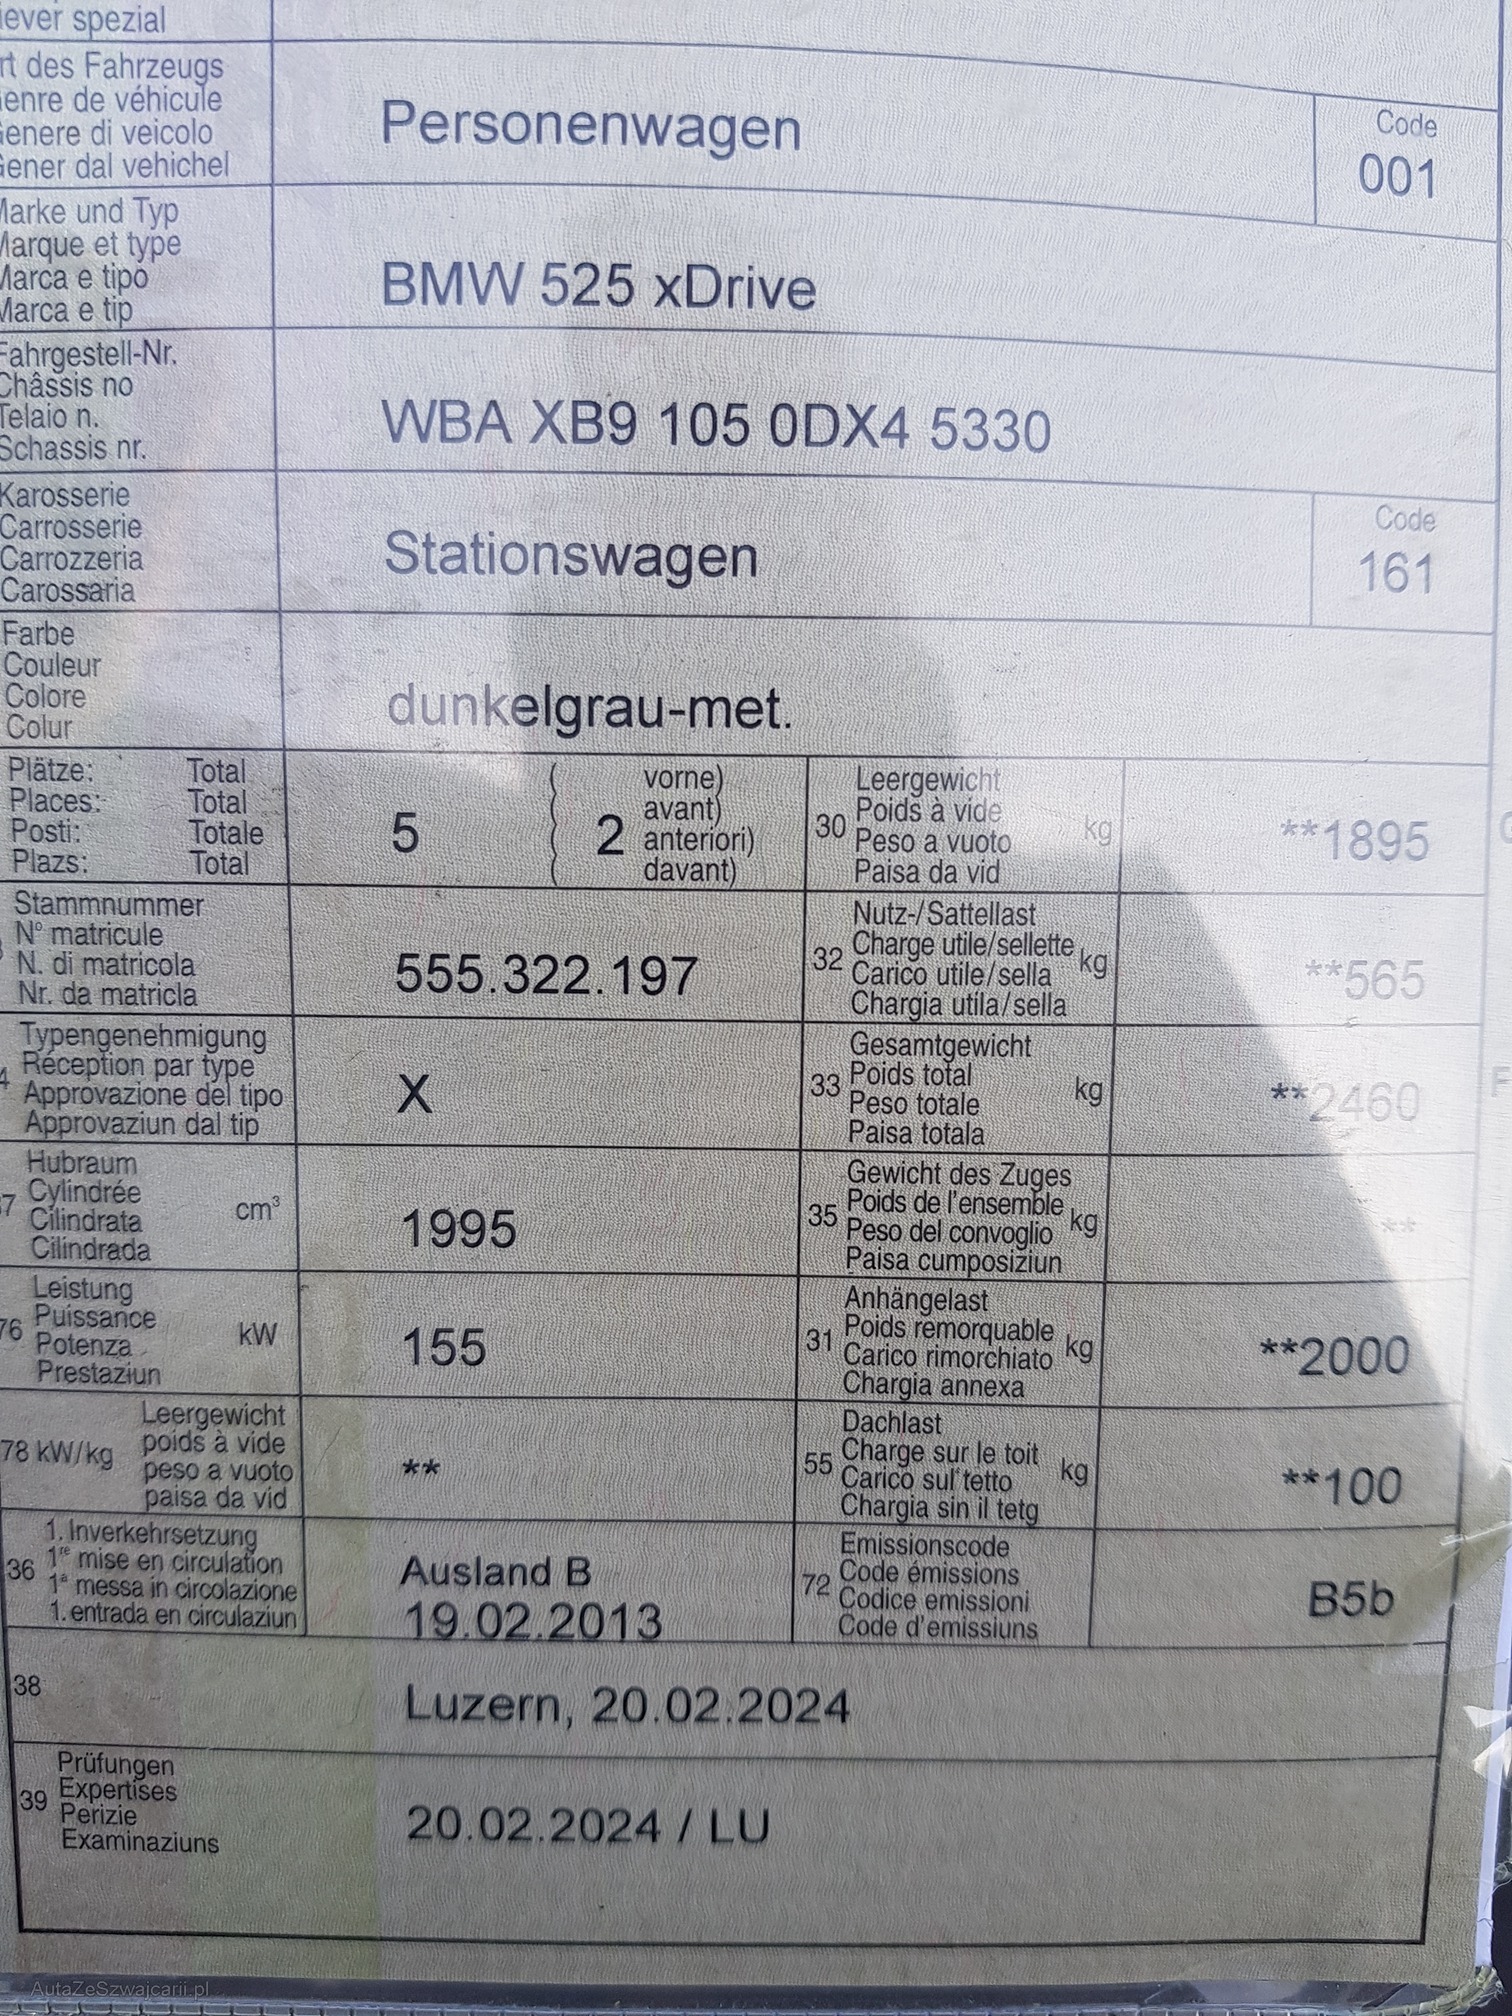 iever spezial
rt des Fahrzeugs
enre de véhicule
Genere di veicolo
Gener dal vehichel
Personenwagen
Code
001
Marke und Typ
Marque et type
Marca e tipo
Marca e tip
BMW 525 xDrive
Fahrgestell-Nr.
Châssis no
Telaio n.
Schassis nr.
WBA XB9 105 0DX4 5330
Karosserie
Carrosserie
Carrozzeria
Carossaria
Stationswagen
Code
161
Farbe
Couleur
Colore
Colur
dunkelgrau-met.
Plätze: Total
Places: Total
Posti: Totale
Plazs: Total
5
2
vorne)
avant)
anteriori)
davant)
30
Leergewicht
Poids à vide
Peso a vuoto
Paisa da vid
kg
**1895
Stammnummer
N° matricule
N. di matricola
Nr. da matricla
555.322.197
32
Nutz-/Sattellast
Charge utile/sellette
Carico utile/sella
Chargia utila/sella
kg
**565
4
Typengenehmigung
Réception par type
Approvazione del tipo
Approvaziun dal tip
X
33
Gesamtgewicht
Poids total
Peso totale
Paisa totala
kg
**2460
7
Hubraum
Cylindrée
Cilindrata
Cilindrada
cm³
1995
35
Gewicht des Zuges
Poids de l'ensemble
Peso del convoglio
Paisa cumposiziun
kg
**
76
Leistung
Puissance
Potenza
Prestaziun
kW
155
31
Anhängelast
Poids remorquable
Carico rimorchiato
Chargia annexa
kg
**2000
78 kW/kg
Leergewicht
poids à vide
peso a vuoto
paisa da vid
**
55
Dachlast
Charge sur le toit
Carico sul tetto
Chargia sin il tetg
kg
**100
36
1. Inverkehrsetzung
1re mise en circulation
1a messa in circolazione
1. entrada en circulaziun
Ausland B
19.02.2013
72
Emissionscode
Code émissions
Codice emissioni
Code d'emissiuns
B5b
38
Luzern, 20.02.2024
39
Prüfungen
Expertises
Perizie
Examinaziuns
20.02.2024 / LU
AutaZeSzwajcarii.pl